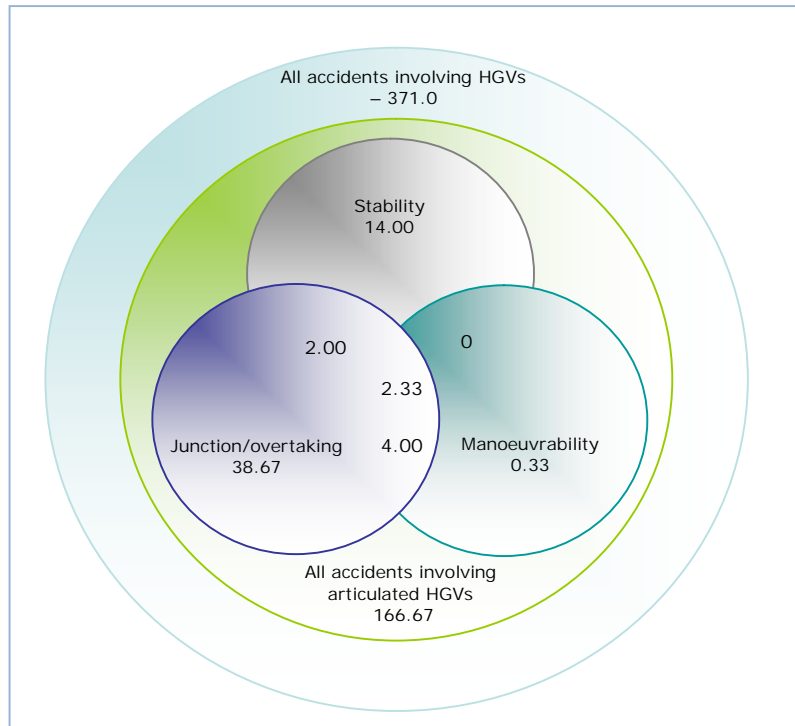 All accidents involving HGVs
– 371.0
Stability
14.00
2.00
0
2.33
Junction/overtaking
38.67
4.00
Manoeuvrability
0.33
All accidents involving
articulated HGVs
166.67